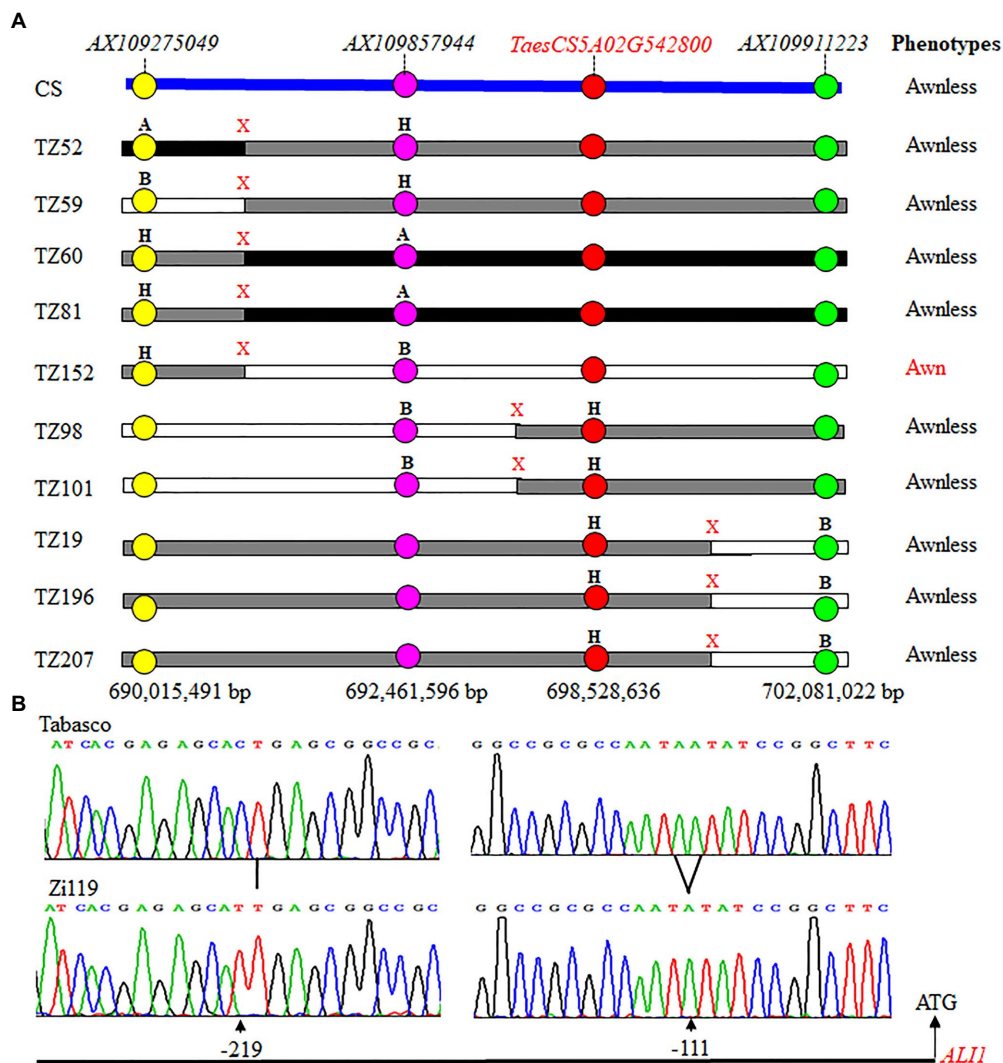 A
AX109275049 AX109857944 TaesCS5A02G542800 AX109911223 Phenotypes
CS Awnless
A X H
TZ52 Awnless
B X H
TZ59 Awnless
H X A
TZ60 Awnless
H X A
TZ81 Awnless
H X B
TZ152 Awn
B X H
TZ98 Awnless
B X H
TZ101 Awnless
H X B
TZ19 Awnless
H X B
TZ196 Awnless
H X B
TZ207 Awnless
690,015,491 bp 692,461,596 bp 698,528,636 702,081,022 bp
B
Tabasco
ATCACGAGAGCACTGAGCGGCCGC GGCCGCGCCAATAATATCCGGCTTC
Zi119
ATCACGAGAGCATTGAGCGGCCGC GGCCGCGCCAATATATCCGGCTTC
ATG
-219 -111
ALI1